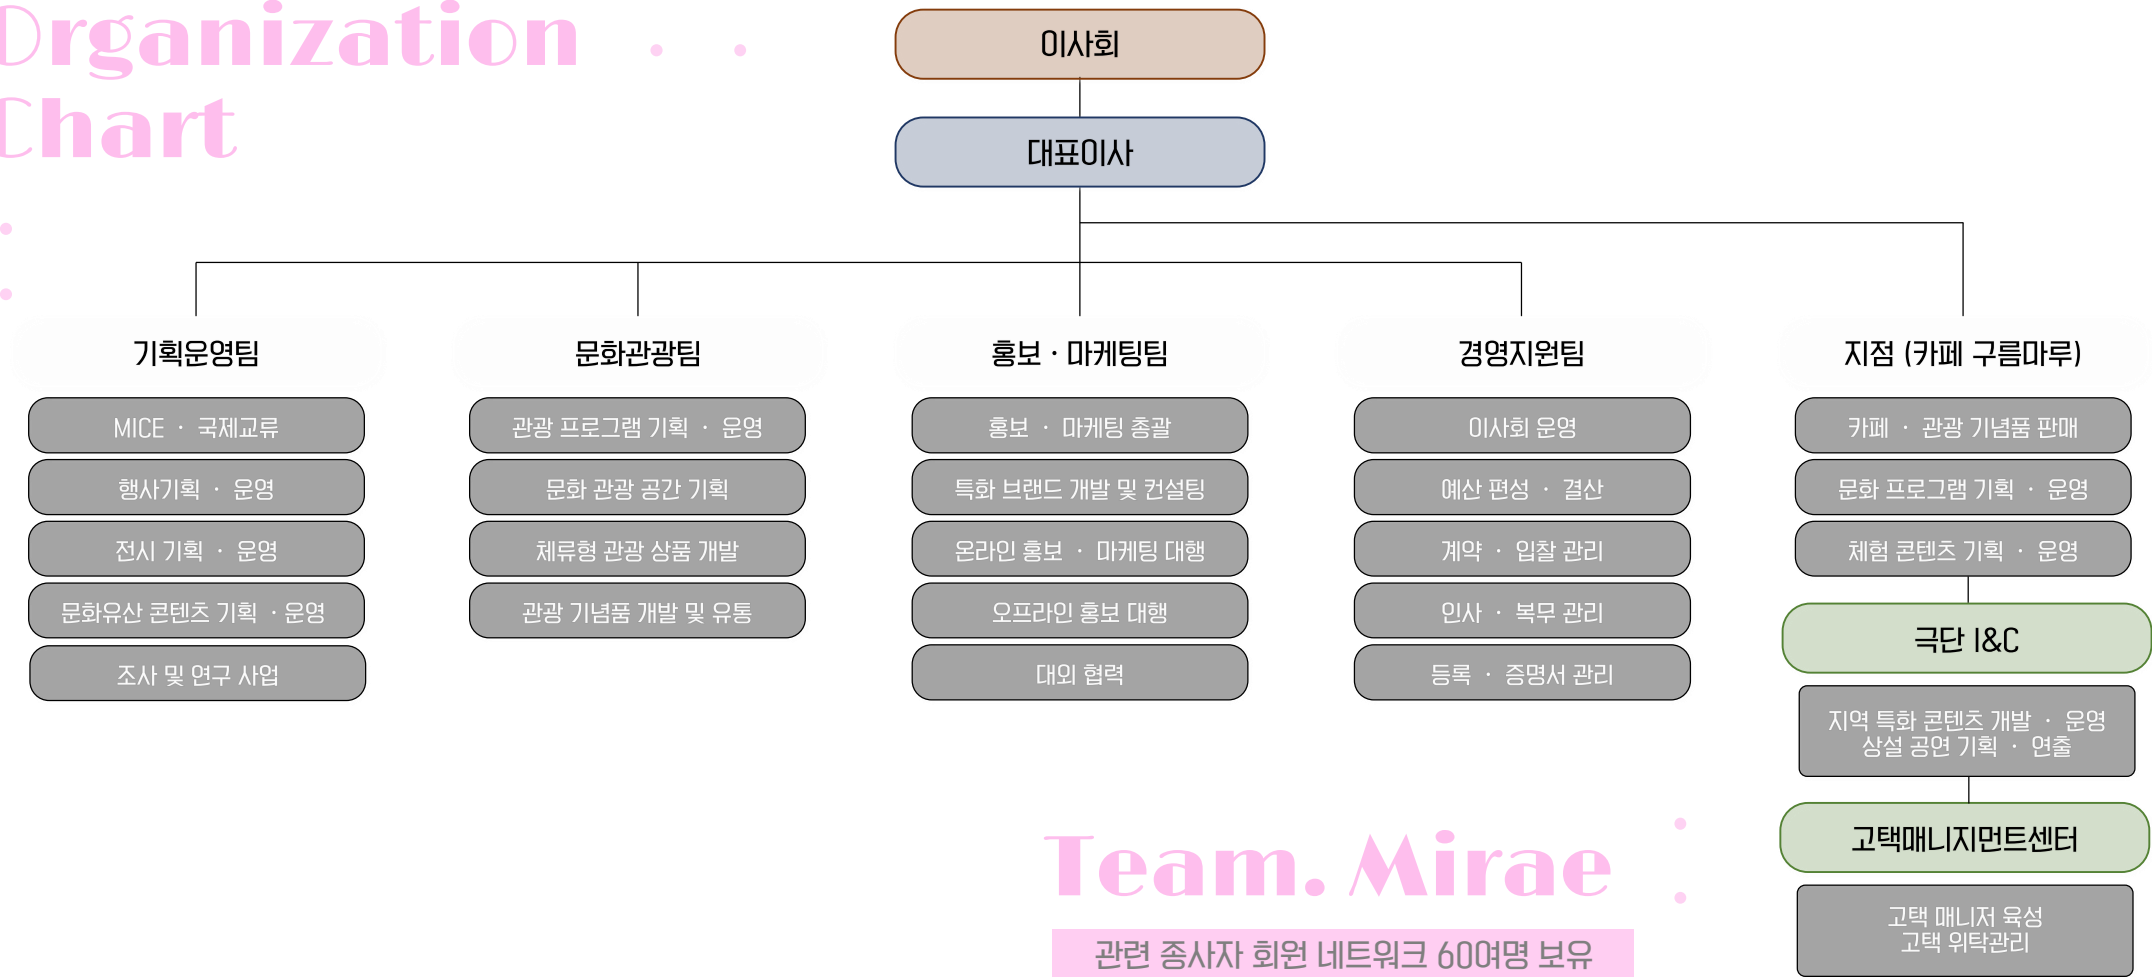 Organization
Chart
이사회
대표이사
기획운영팀
MICE · 국제교류
행사기획 · 운영
전시 기획 · 운영
문화유산 콘텐츠 기획 · 운영
조사 및 연구 사업
문화관광팀
관광 프로그램 기획 · 운영
문화 관광 공간 기획
체류형 관광 상품 개발
관광 기념품 개발 및 유통
홍보 · 마케팅팀
홍보 · 마케팅 총괄
특화 브랜드 개발 및 컨설팅
온라인 홍보 · 마케팅 대행
오프라인 홍보 대행
대외 협력
경영지원팀
이사회 운영
예산 편성 · 결산
계약 · 입찰 관리
인사 · 복무 관리
등록 · 증명서 관리
지점 (카페 구름마루)
카페 · 관광 기념품 판매
문화 프로그램 기획 · 운영
체험 콘텐츠 기획 · 운영
극단 I&C
지역 특화 콘텐츠 개발 · 운영
상설 공연 기획 · 연출
고택매니지먼트센터
고택 매니저 육성
고택 위탁관리
Team. Mirae
관련 종사자 회원 네트워크 60여명 보유